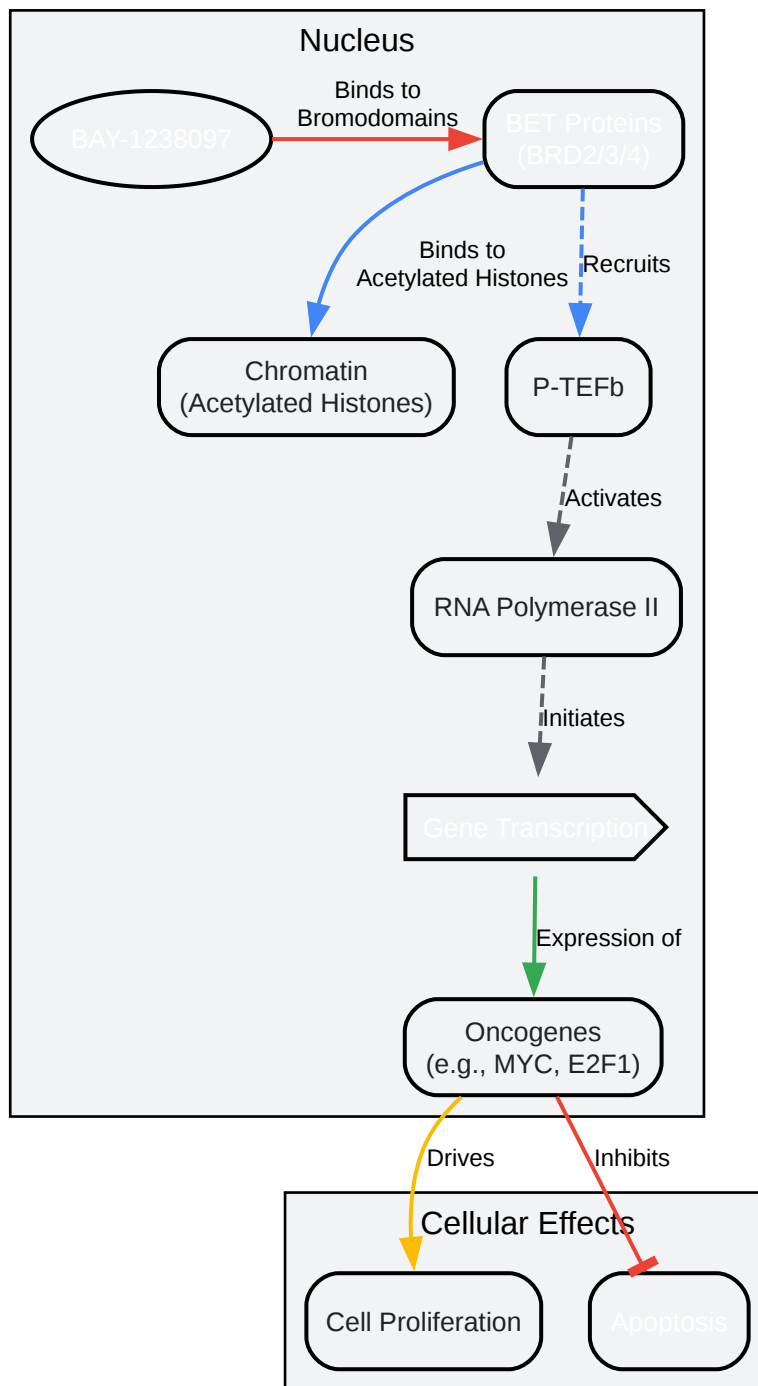 Nucleus
Binds to
Bromodomains
BAY-1238097
BET Proteins
(BRD2/3/4)
Binds to
Acetylated Histones
Recruits
Chromatin
(Acetylated Histones)
P-TEFb
Activates
RNA Polymerase II
Initiates
Gene Transcription
Expression of
Oncogenes
(e.g., MYC, E2F1)
Drives
Inhibits
Cellular Effects
Cell Proliferation
Apoptosis